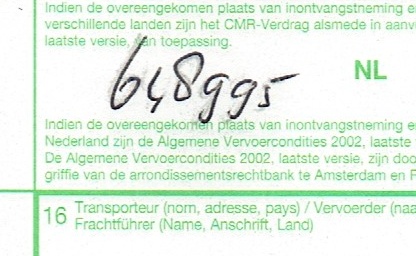 Indien de overeengekomen plaats van inontvangstneming e
verschillende landen zijn het CMR-Verdrag alsmede in aanv
laatste versie, van toepassing.
648995
NL
Indien de overeengekomen plaats van inontvangstneming e
Nederland zijn de Algemene Vervoercondities 2002, laatste
De Algemene Vervoercondities 2002, laatste versie, zijn doo
griffie van de arrondissementsrechtbank te Amsterdam en R
16 Transporteur (nom, adresse, pays) / Vervoerder (naa
Frachtführer (Name, Anschrift, Land)